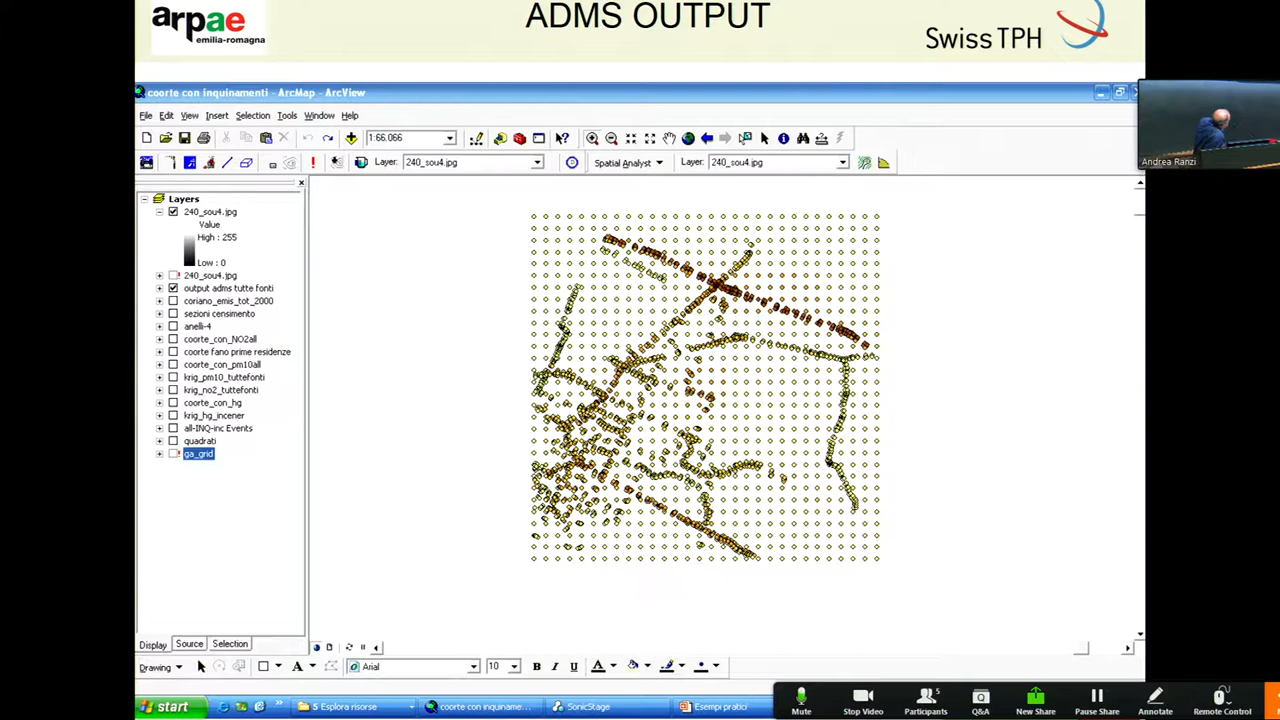 arpae
emilia-romagna
ADMS OUTPUT
SwissTPH
coorte con inquinamenti - ArcMap - ArcView
File Edit View Insert Selection Tools Window Help
1:66.066
Layer: 240_sou4.jpg
Spatial Analyst
Layer: 240_sou4.jpg
Andrea Ranzi
Layers
240_sou4.jpg
Value
High : 255
Low : 0
240_sou4.jpg
output adms tutte fonti
coriano_emis_tot_2000
sezioni censimento
anelli-4
coorte_con_NO2all
coorte fano prime residenze
coorte_con_pm10all
krig_pm10_tuttefonti
krig_no2_tuttefonti
coorte_con_hg
krig_hg_incener
all-INQ-inc Events
quadrati
ga_grid
Display Source Selection
Drawing
A Arial 10 B I U A
start
5 Esplora risorse
coorte con inquiname...
SonicStage
Esempi pratici
Mute
Stop Video
5
Participants
Q&A
New Share
Pause Share
Annotate
Remote Control